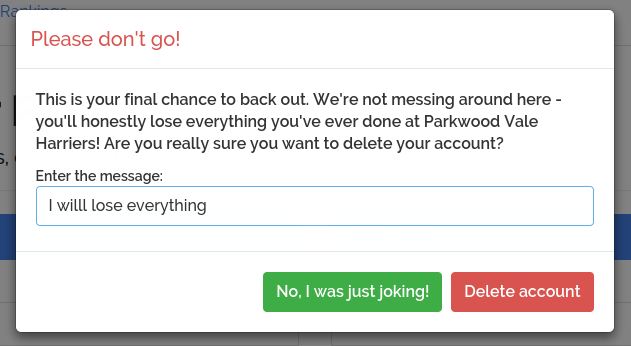 Rankings
Please don't go!
This is your final chance to back out. We're not messing around here -
you'll honestly lose everything you've ever done at Parkwood Vale
Harriers! Are you really sure you want to delete your account?
Enter the message:
I willl lose everything
No, I was just joking!
Delete account